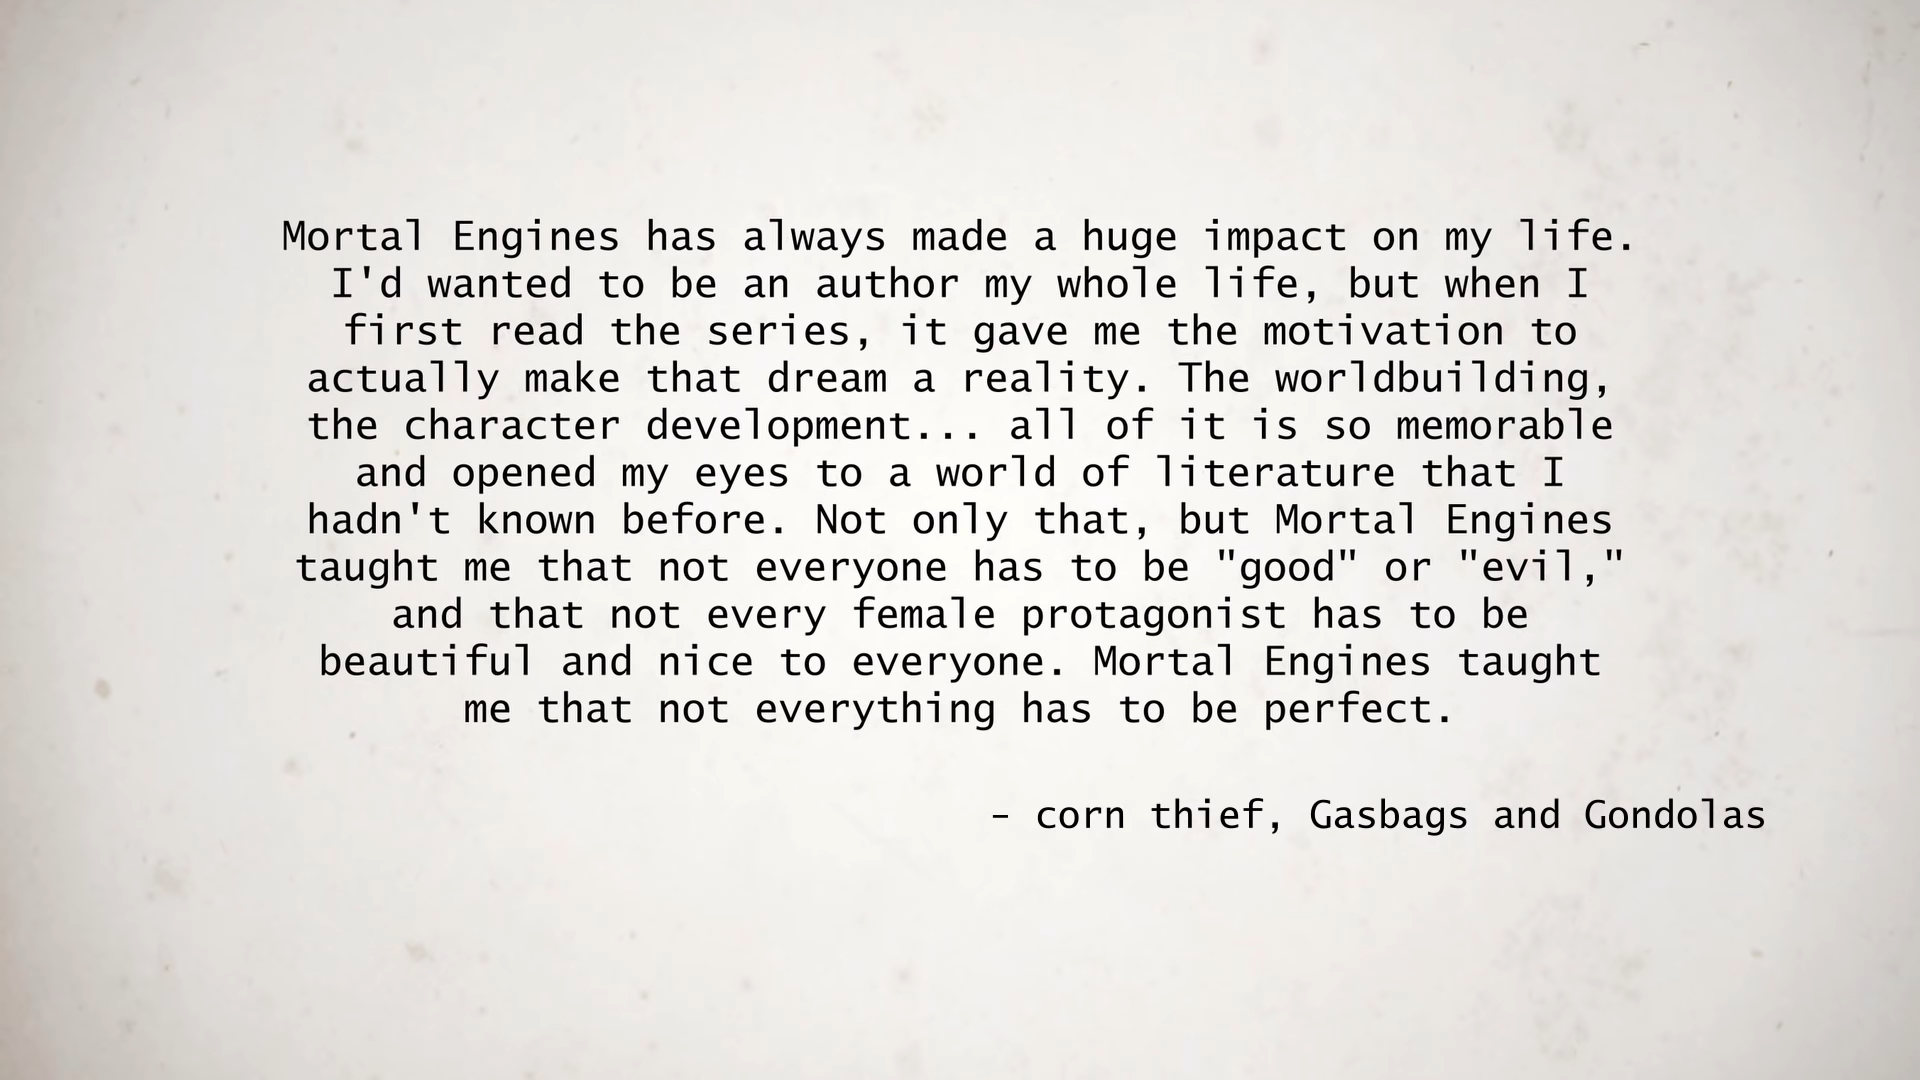 Mortal Engines has always made a huge impact on my life.
I'd wanted to be an author my whole life, but when I
first read the series, it gave me the motivation to
actually make that dream a reality. The worldbuilding,
the character development... all of it is so memorable
and opened my eyes to a world of literature that I
hadn't known before. Not only that, but Mortal Engines
taught me that not everyone has to be "good" or "evil,"
and that not every female protagonist has to be
beautiful and nice to everyone. Mortal Engines taught
me that not everything has to be perfect.
- corn thief, Gasbags and Gondolas